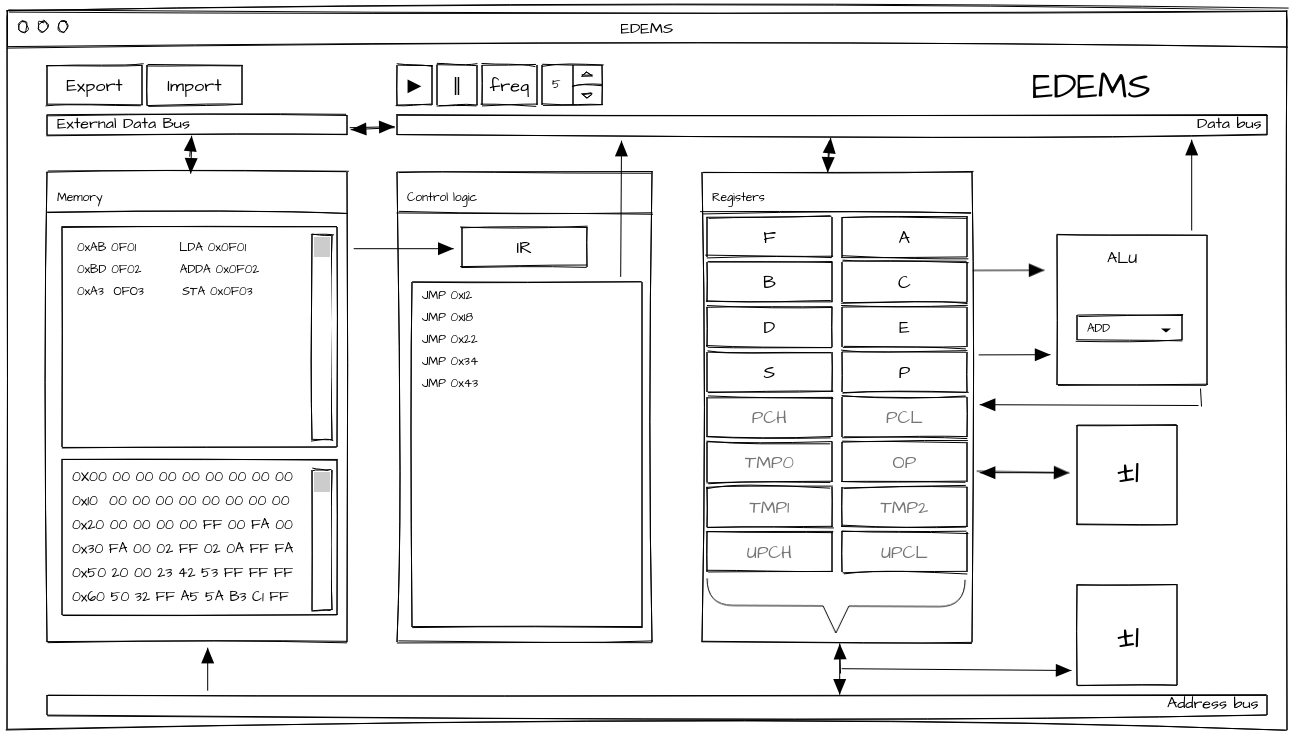 EDEMS
Export Import ▶ || freq 5 EDEMS
External Data Bus
Data bus
Memory
0xAB 0F01 LDA 0x0F01
0xBD 0F02 ADDA 0x0F02
0xA3 0F03 STA 0x0F03
0X00 00 00 00 00 00 00 00 00
0x10 00 00 00 00 00 00 00 00
0x20 00 00 00 00 FF 00 FA 00
0x30 FA 00 02 FF 02 0A FF FA
0x50 20 00 23 42 53 FF FF FF
0x60 50 32 FF A5 5A B3 C1 FF
Control logic
IR
JMP 0x12
JMP 0x18
JMP 0x22
JMP 0x34
JMP 0x43
Registers
F A
B C
D E
S P
PCH PCL
TMP0 OP
TMP1 TMP2
UPCH UPCL
ALU
ADD
±1
±1
Address bus